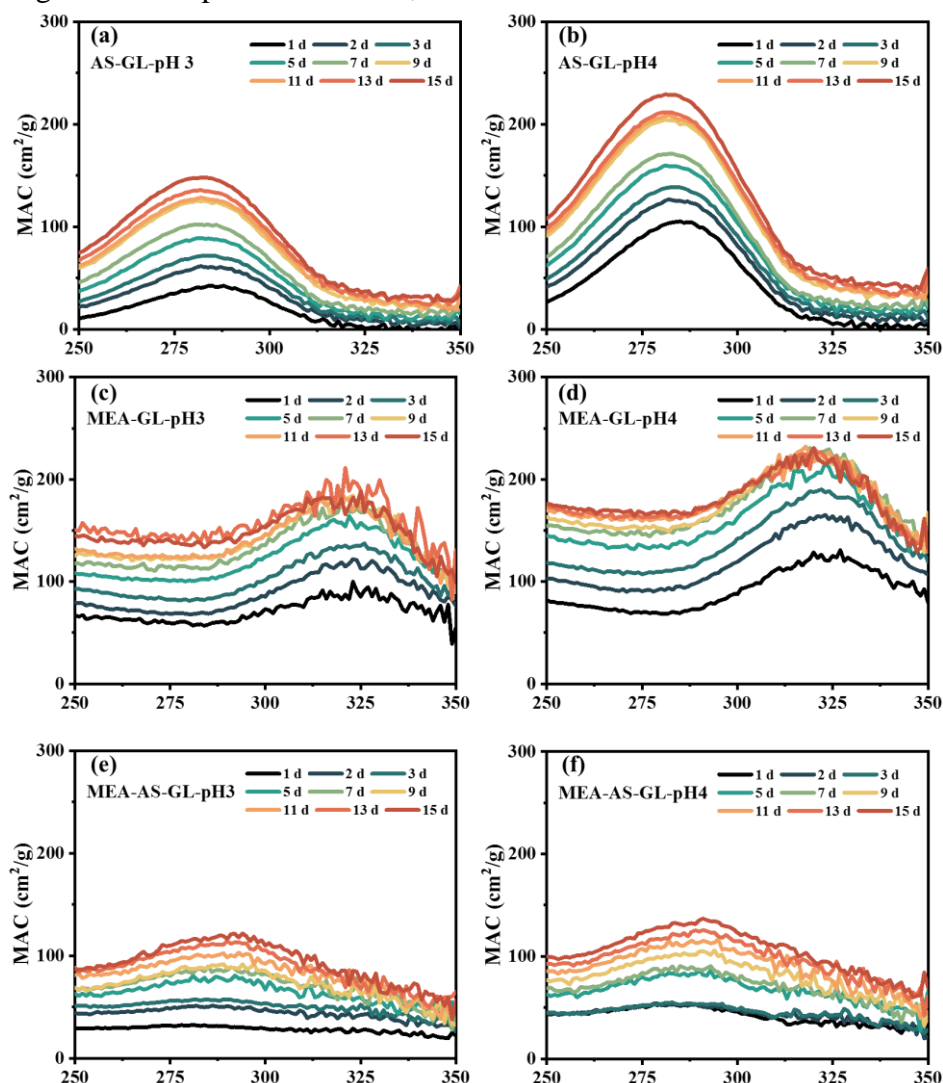 (a)
AS-GL-pH 3
1 d 2 d 3 d
5 d 7 d 9 d
11 d 13 d 15 d
MAC (cm²/g)
300
200
100
0
250 275 300 325 350
(b)
AS-GL-pH4
1 d 2 d 3 d
5 d 7 d 9 d
11 d 13 d 15 d
MAC (cm²/g)
300
200
100
0
250 275 300 325 350
(c)
MEA-GL-pH3
1 d 2 d 3 d
5 d 7 d 9 d
11 d 13 d 15 d
MAC (cm²/g)
300
200
100
0
250 275 300 325 350
(d)
MEA-GL-pH4
1 d 2 d 3 d
5 d 7 d 9 d
11 d 13 d 15 d
MAC (cm²/g)
300
200
100
0
250 275 300 325 350
(e)
MEA-AS-GL-pH3
1 d 2 d 3 d
5 d 7 d 9 d
11 d 13 d 15 d
MAC (cm²/g)
300
200
100
0
250 275 300 325 350
(f)
MEA-AS-GL-pH4
1 d 2 d 3 d
5 d 7 d 9 d
11 d 13 d 15 d
MAC (cm²/g)
300
200
100
0
250 275 300 325 350